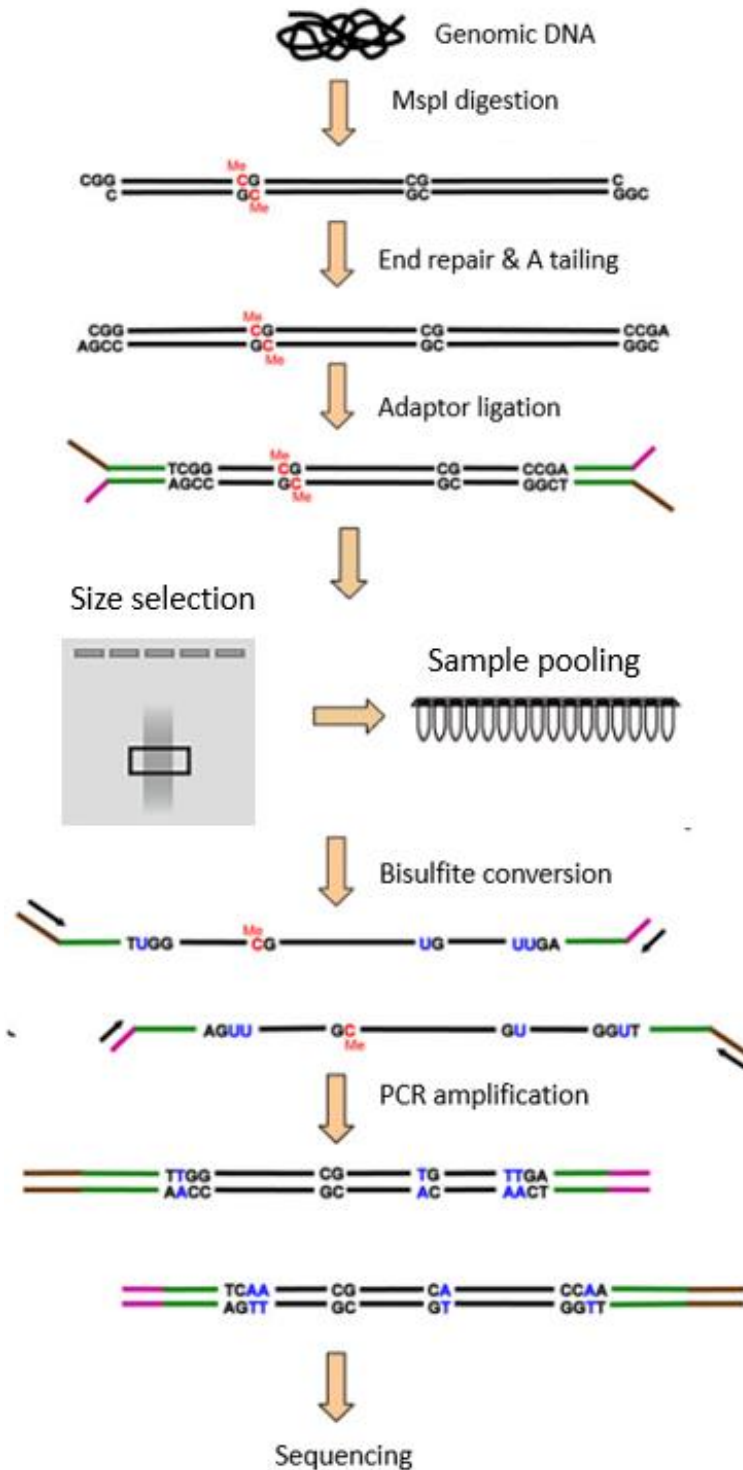 Genomic DNA
MspI digestion
Me
CGG CG CG C
C GC GC GGC
Me
End repair & A tailing
Me
CGG CG CG CCGA
AGCC GC GC GGC
Me
Adaptor ligation
Me
TCGG CG CG CCGA
AGCC GC GC GGCT
Me
Size selection
Sample pooling
Bisulfite conversion
Me
TUGG CG UG UUGA
AGUU GC GU GGUT
Me
PCR amplification
TTGG CG TG TTGA
AACC GC AC AACT
TCAA CG CA CCAA
AGTT GC GT GGTT
Sequencing